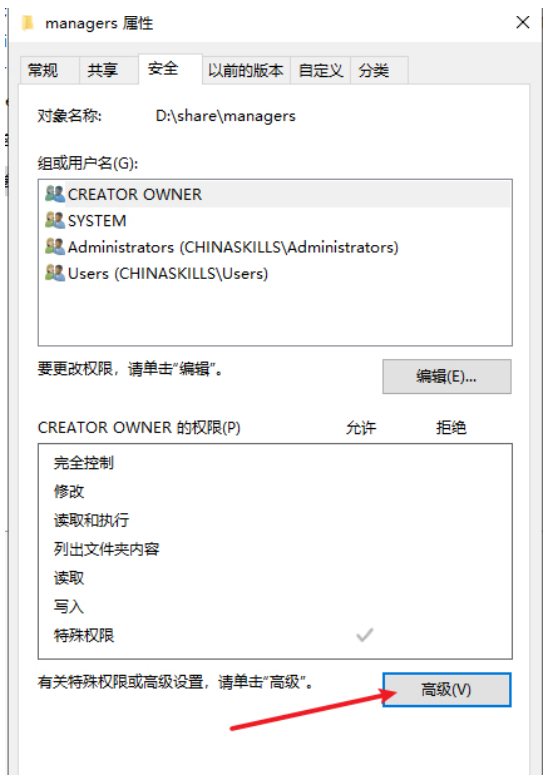 managers 属性
常规 共享 安全 以前的版本 自定义 分类
对象名称: D:\share\managers
组或用户名(G):
CREATOR OWNER
SYSTEM
Administrators (CHINASKILLS\Administrators)
Users (CHINASKILLS\Users)
要更改权限，请单击“编辑”。
编辑(E)...
CREATOR OWNER 的权限(P) 允许 拒绝
完全控制
修改
读取和执行
列出文件夹内容
读取
写入
特殊权限
有关特殊权限或高级设置，请单击“高级”。
高级(V)